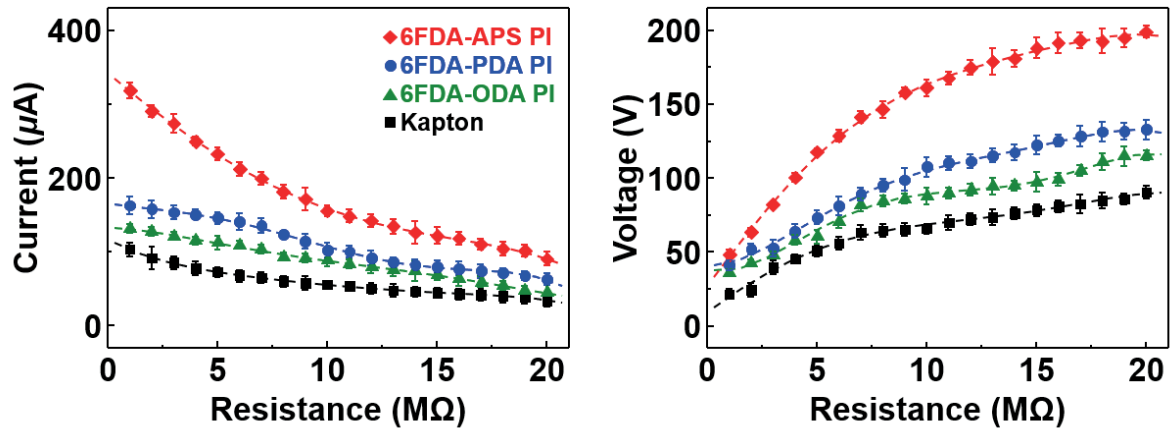 400
200
0
Current (μA)
6FDA-APS PI
6FDA-PDA PI
6FDA-ODA PI
Kapton
0 5 10 15 20
Resistance (MΩ)
200
150
100
50
0
Voltage (V)
0 5 10 15 20
Resistance (MΩ)